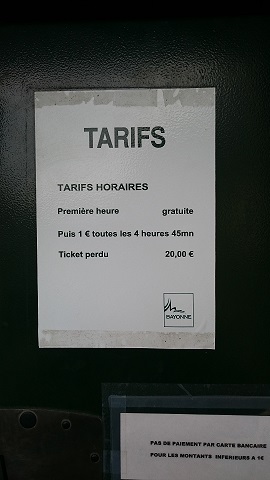 TARIFS
TARIFS HORAIRES
Première heure gratuite
Puis 1 € toutes les 4 heures 45mn
Ticket perdu 20,00 €
BAYONNE
PAS DE PAIEMENT PAR CARTE BANCAIRE
POUR LES MONTANTS INFERIEURS A 1€